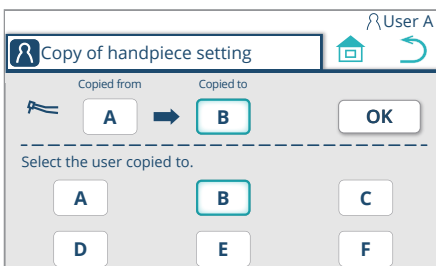 User A
Copy of handpiece setting
Copied from Copied to
A B OK
Select the user copied to.
A B C
D E F